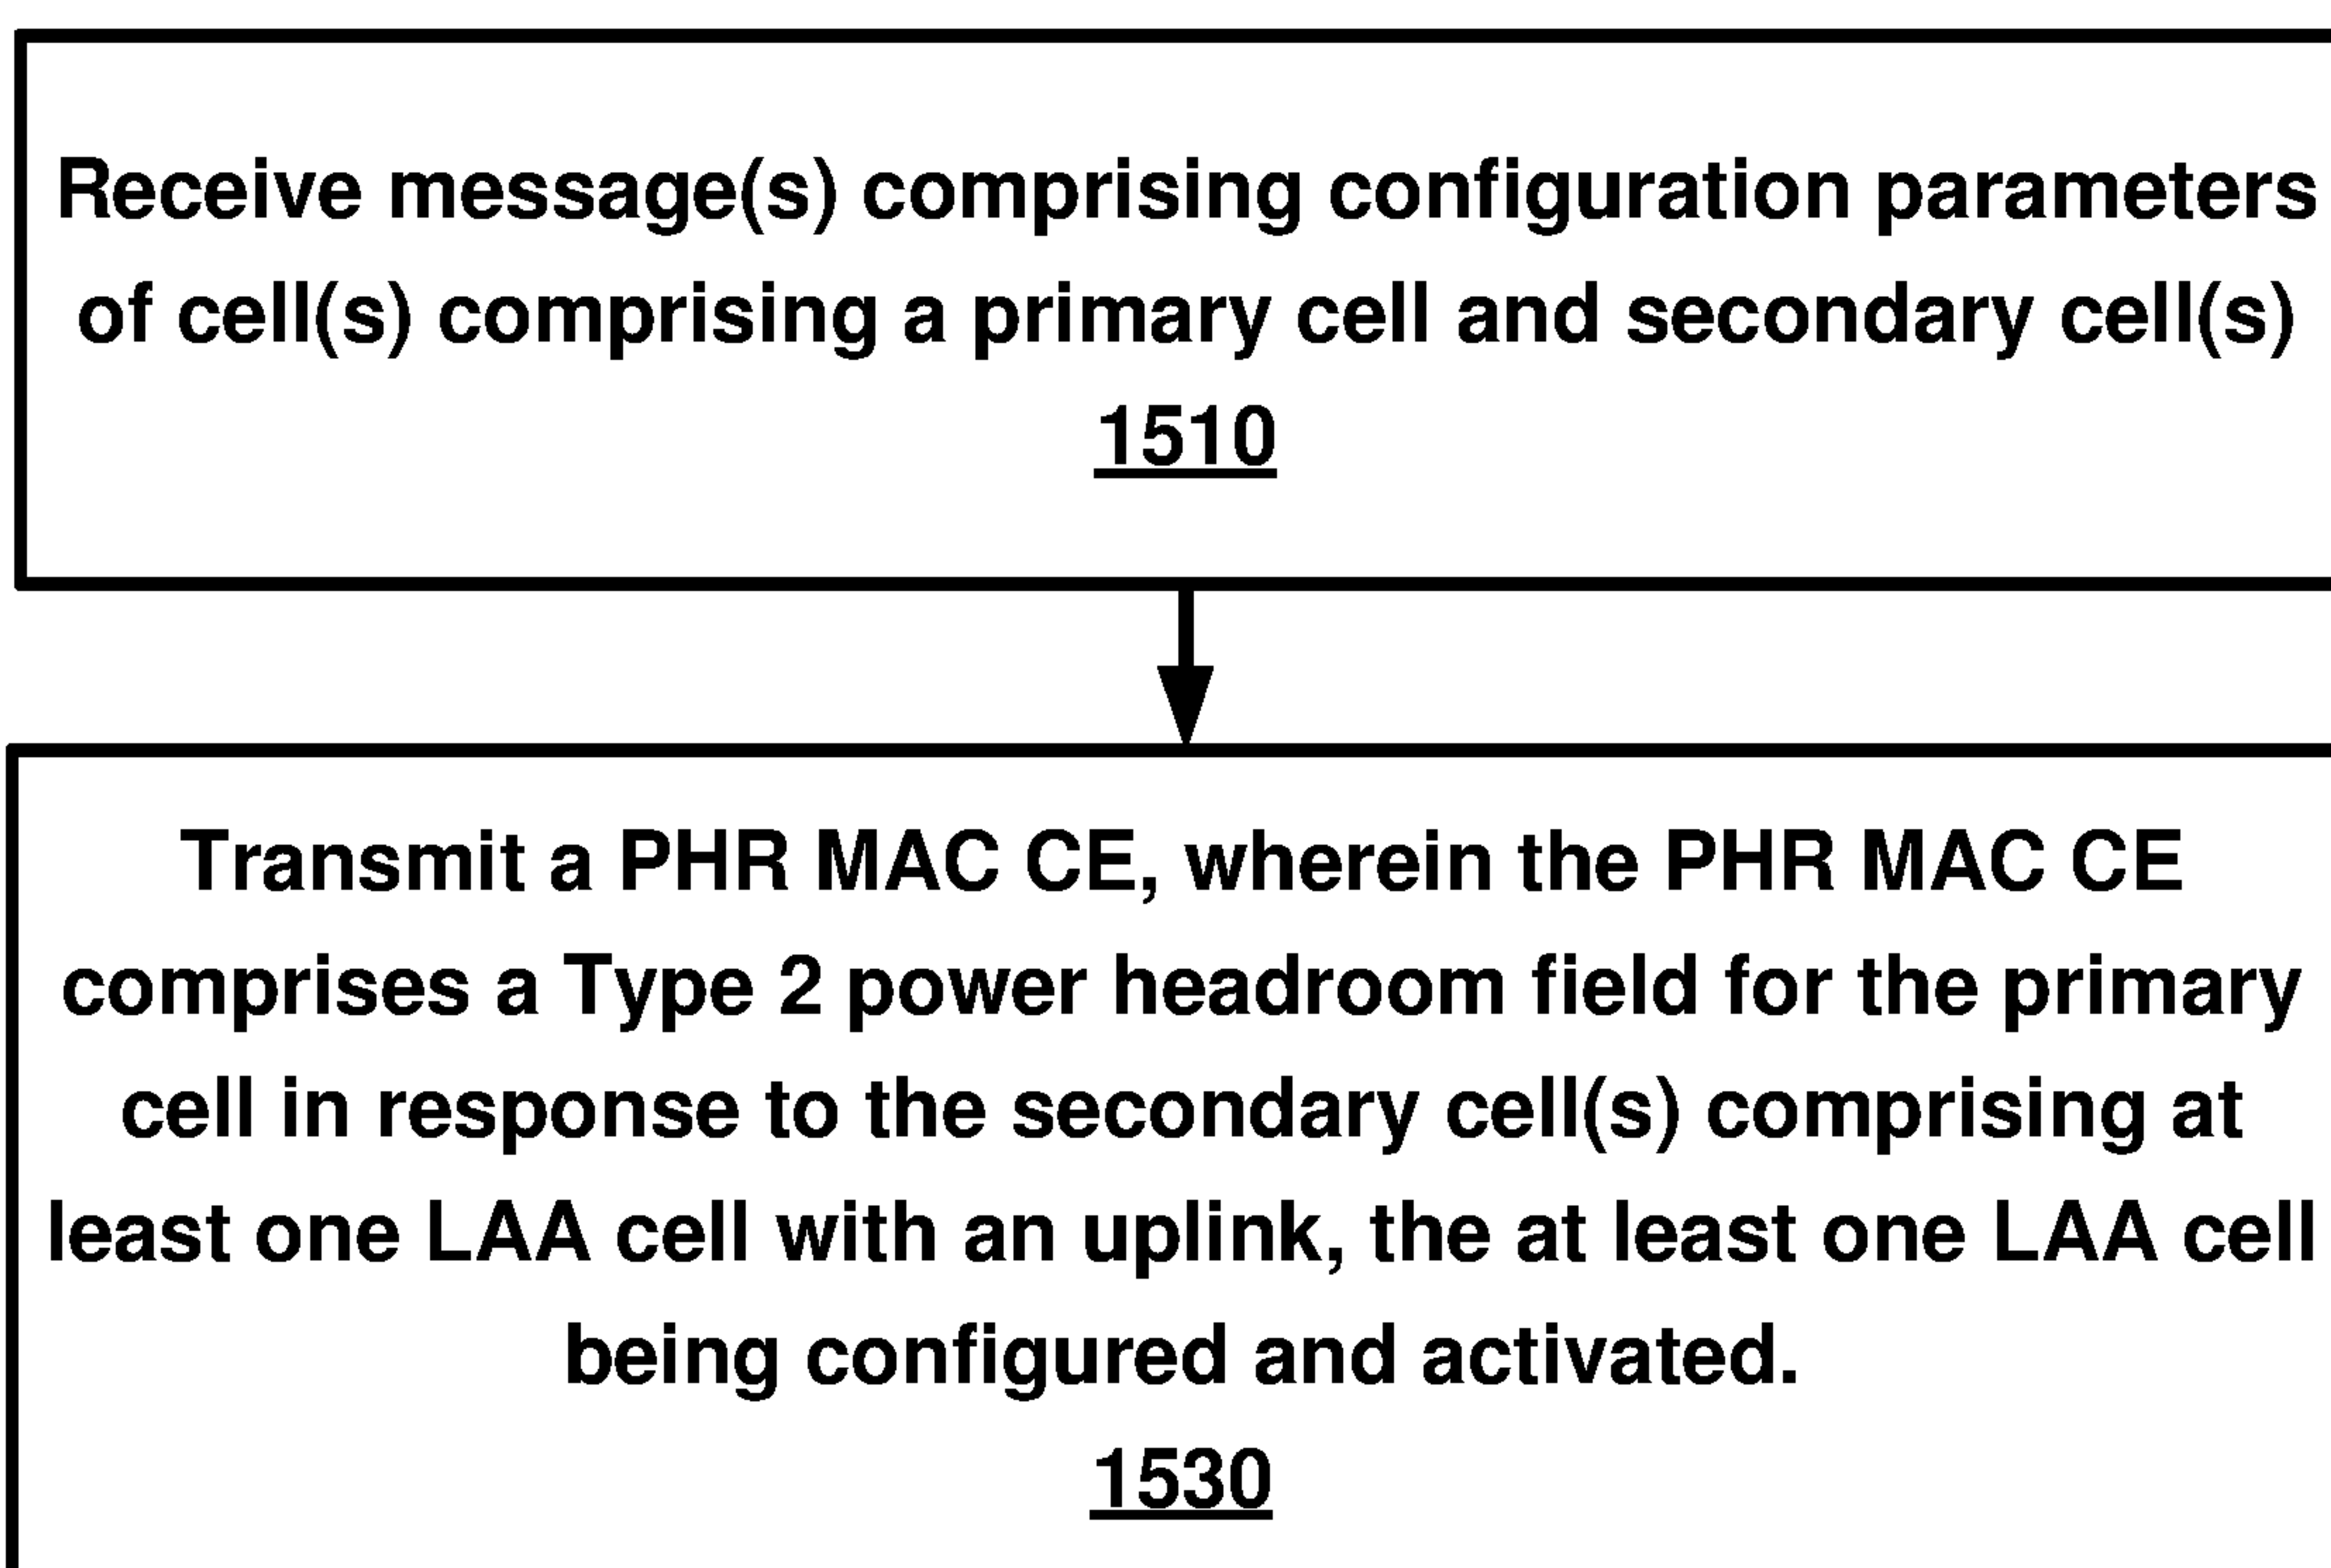 Receive message(s) comprising configuration parameters
of cell(s) comprising a primary cell and secondary cell(s)
1510
Transmit a PHR MAC CE, wherein the PHR MAC CE
comprises a Type 2 power headroom field for the primary
cell in response to the secondary cell(s) comprising at
least one LAA cell with an uplink, the at least one LAA cell
being configured and activated.
1530